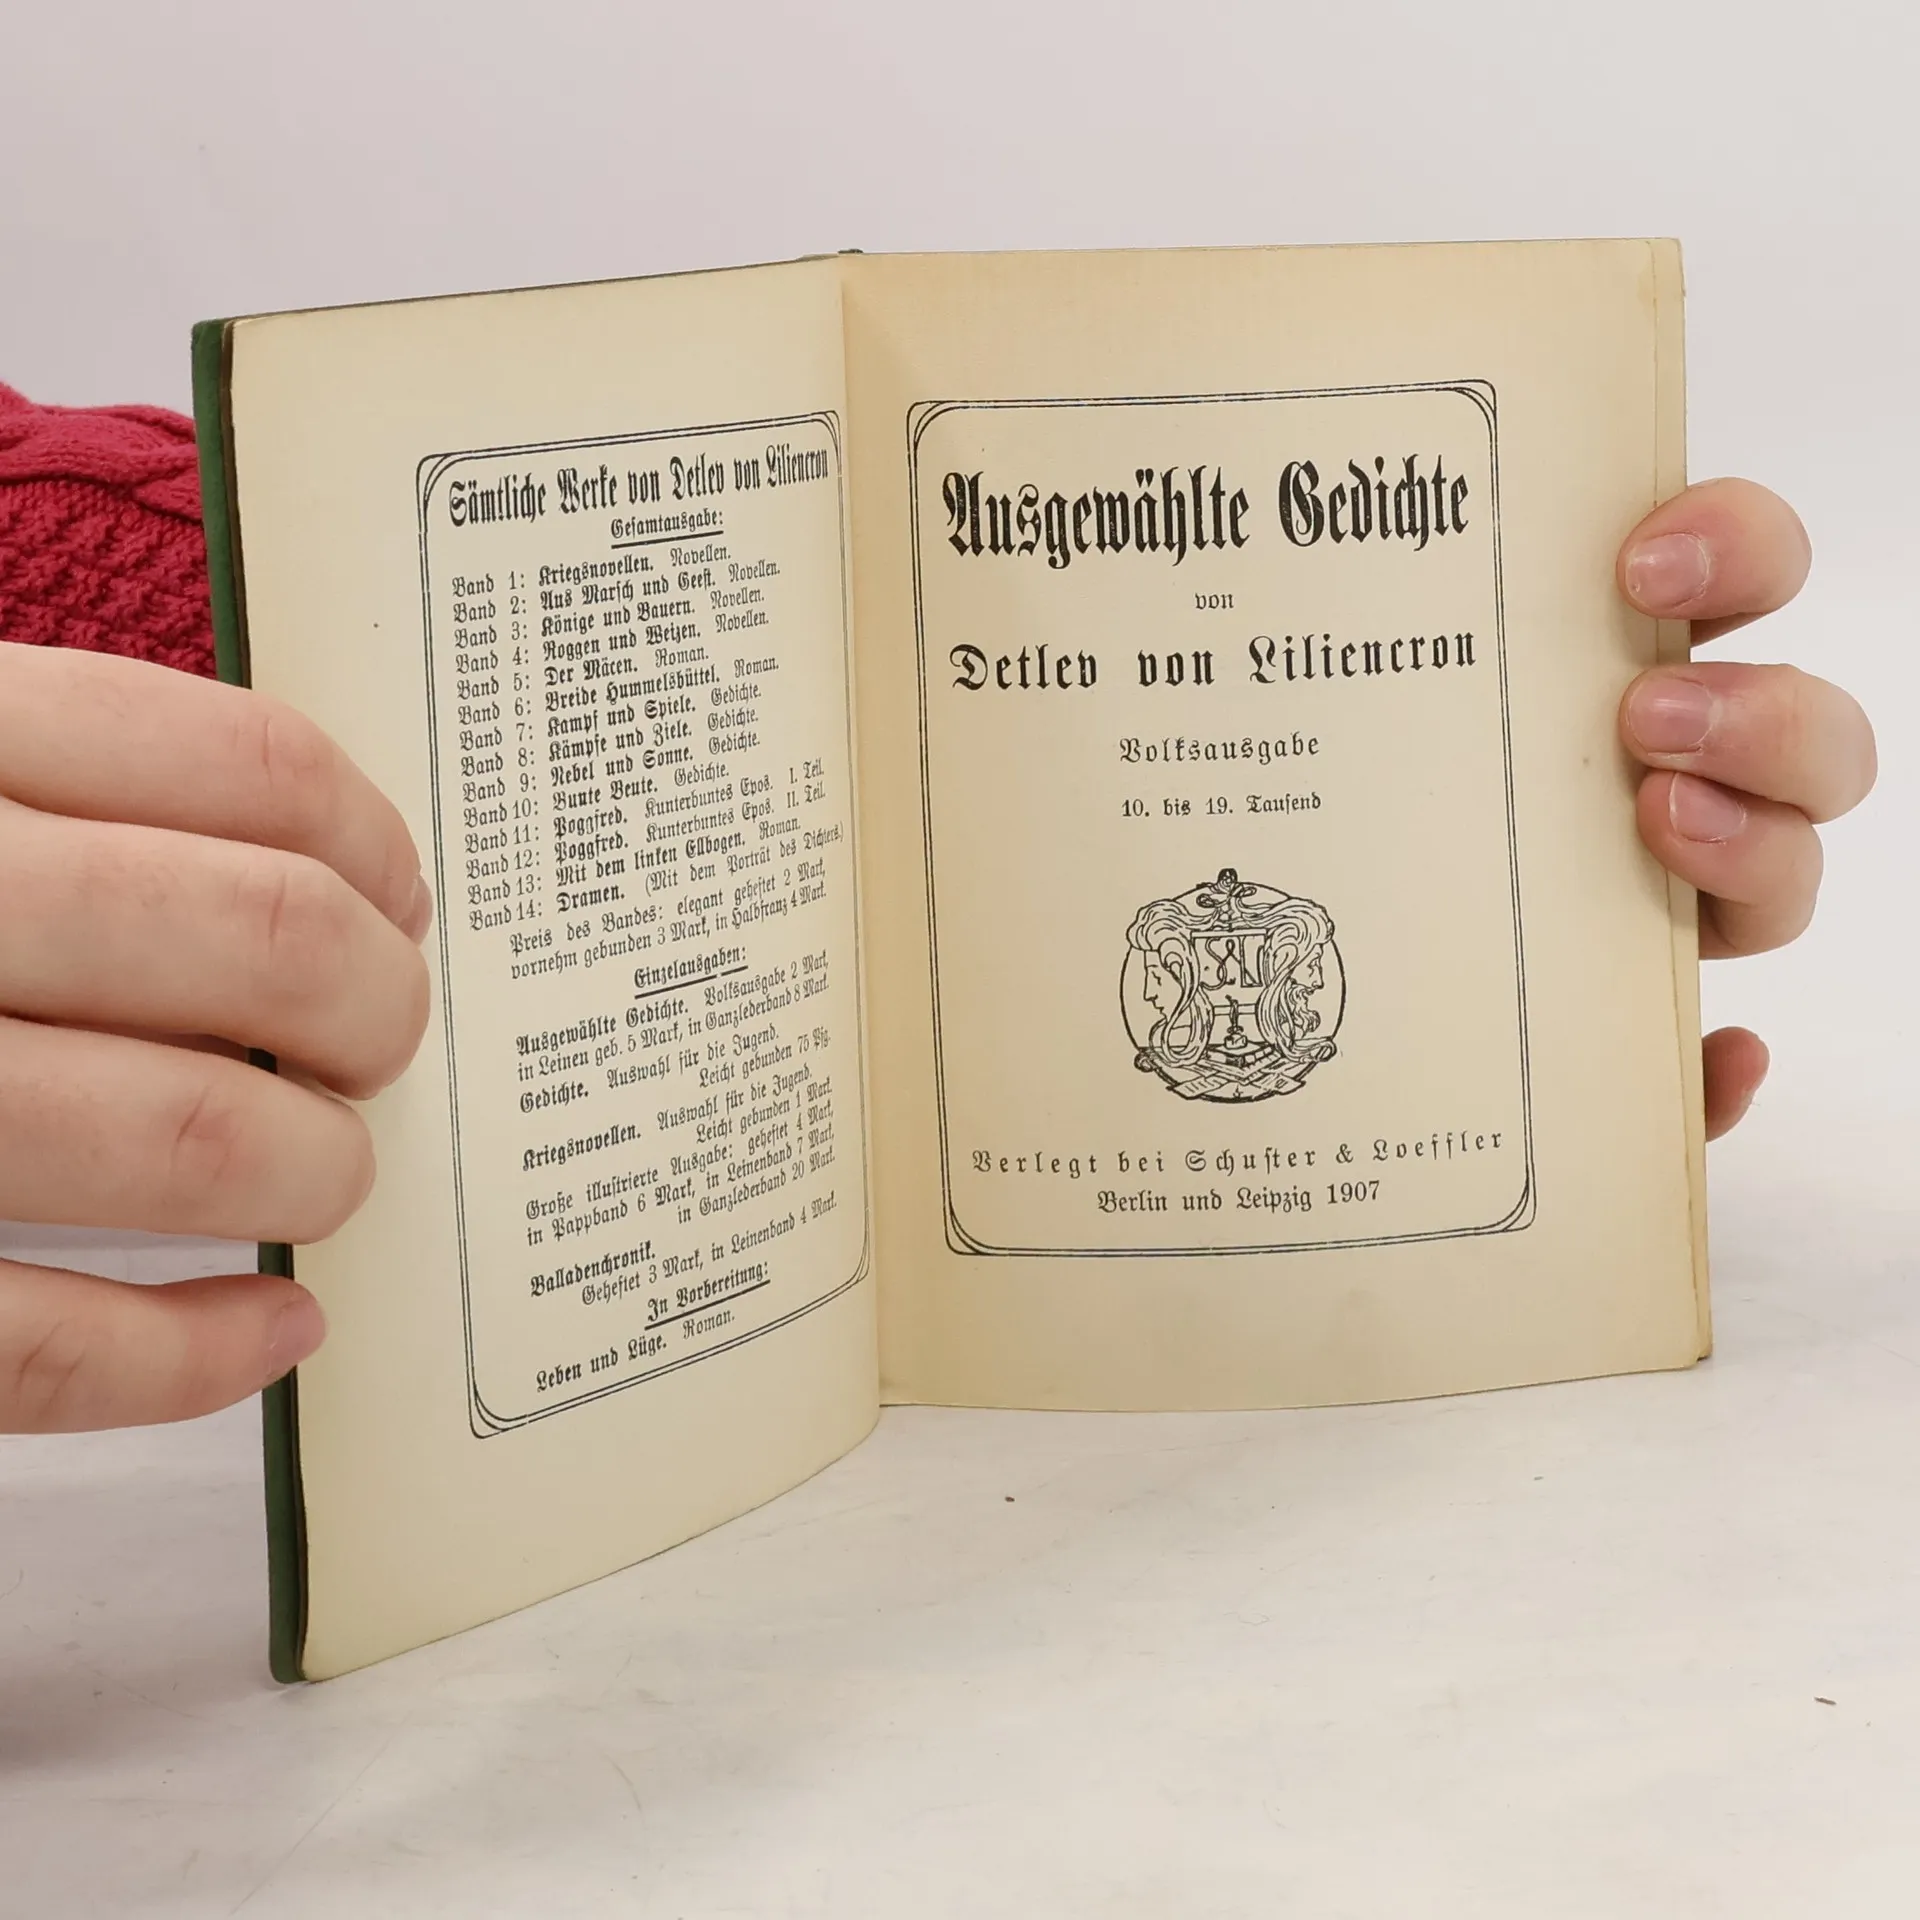 Sämtliche Werke von Detlev von Liliencron
Gesamtausgabe:
Band 1: Kriegsnovellen. Novellen.
Band 2: Aus Marsch und Geest. Novellen.
Band 3: Könige und Bauern. Novellen.
Band 4: Roggen und Weizen. Novellen.
Band 5: Der Mäcen. Roman.
Band 6: Breide Hummelsbüttel. Roman.
Band 7: Kampf und Spiele. Gedichte.
Band 8: Kämpfe und Ziele. Gedichte.
Band 9: Nebel und Sonne. Gedichte.
Band 10: Bunte Beute. Gedichte.
Band 11: Poggfred. Kunterbuntes Epos. I. Teil.
Band 12: Poggfred. Kunterbuntes Epos. II. Teil.
Band 13: Mit dem linken Ellbogen. Roman.
Band 14: Dramen. (Mit dem Porträt des Dichters.)
Preis des Bandes: elegant geheftet 2 Mark,
vornehm gebunden 3 Mark, in Halbfranz 4 Mark.
Einzelausgaben:
Ausgewählte Gedichte. Volksausgabe 2 Mark,
in Leinen geb. 5 Mark, in Ganzlederband 8 Mark.
Gedichte. Auswahl für die Jugend.
Leicht gebunden 75 Pfg.
Kriegsnovellen. Auswahl für die Jugend.
Leicht gebunden 1 Mark.
Große illustrierte Ausgabe: geheftet 4 Mark,
in Pappband 6 Mark, in Leinenband 7 Mark,
in Ganzlederband 20 Mark.
Balladenchronik.
Geheftet 3 Mark, in Leinenband 4 Mark.
In Vorbereitung:
Leben und Lüge. Roman.
Ausgewählte Gedichte
von
Detlev von Liliencron
Volksausgabe
10. bis 19. Tausend
Verlegt bei Schuster & Loeffler
Berlin und Leipzig 1907